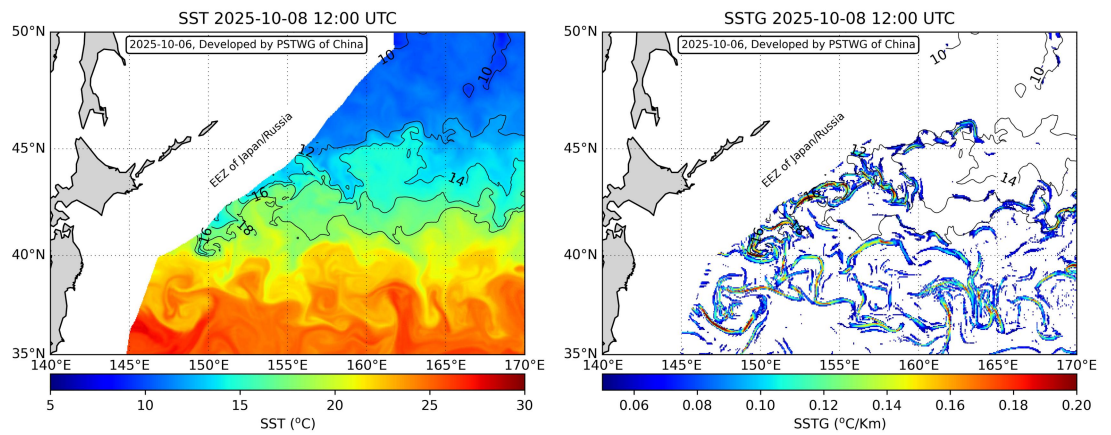 SST 2025-10-08 12:00 UTC
2025-10-06, Developed by PSTWG of China
50°N
45°N
40°N
35°N
140°E
145°E
150°E
155°E
160°E
165°E
170°E
EEZ of Japan/Russia
10
10
12
14
16
16
18
5
10
15
20
25
30
SST (°C)
SSTG 2025-10-08 12:00 UTC
2025-10-06, Developed by PSTWG of China
50°N
45°N
40°N
35°N
140°E
145°E
150°E
155°E
160°E
165°E
170°E
EEZ of Japan/Russia
10
10
12
14
0.06
0.08
0.10
0.12
0.14
0.16
0.18
0.20
SSTG (°C/Km)